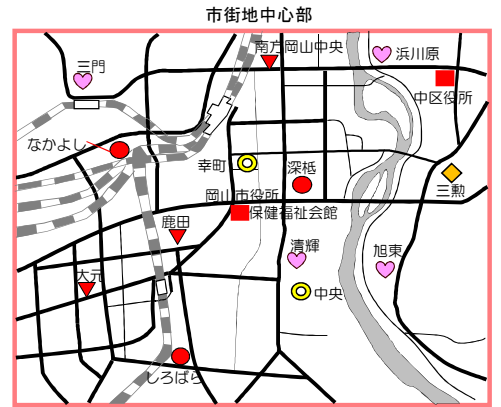 市街地中心部
南方岡山中央
浜川原
三門
中区役所
なかよし
幸町
深柢
三勲
岡山市役所
保健福祉会館
鹿田
清輝
旭東
大元
中央
しろばら